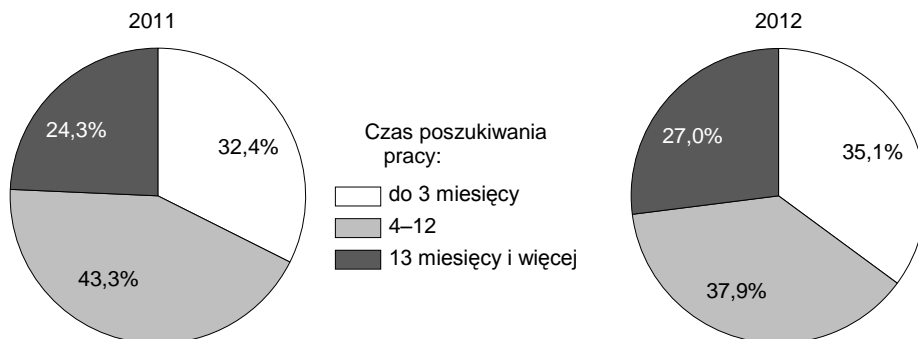 2011
24,3%
32,4%
43,3%
Czas poszukiwania
pracy:
do 3 miesięcy
4–12
13 miesięcy i więcej
2012
27,0%
35,1%
37,9%